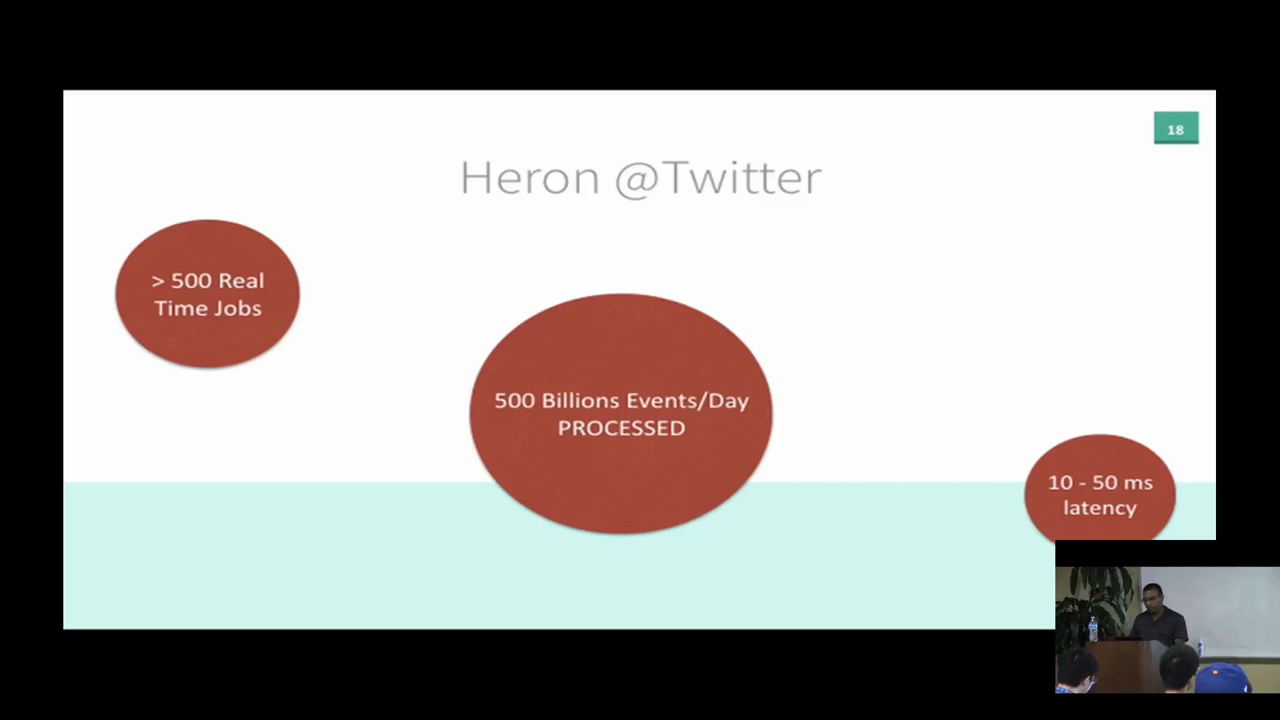 18
Heron @Twitter
> 500 Real
Time Jobs
500 Billions Events/Day
PROCESSED
10 - 50 ms
latency